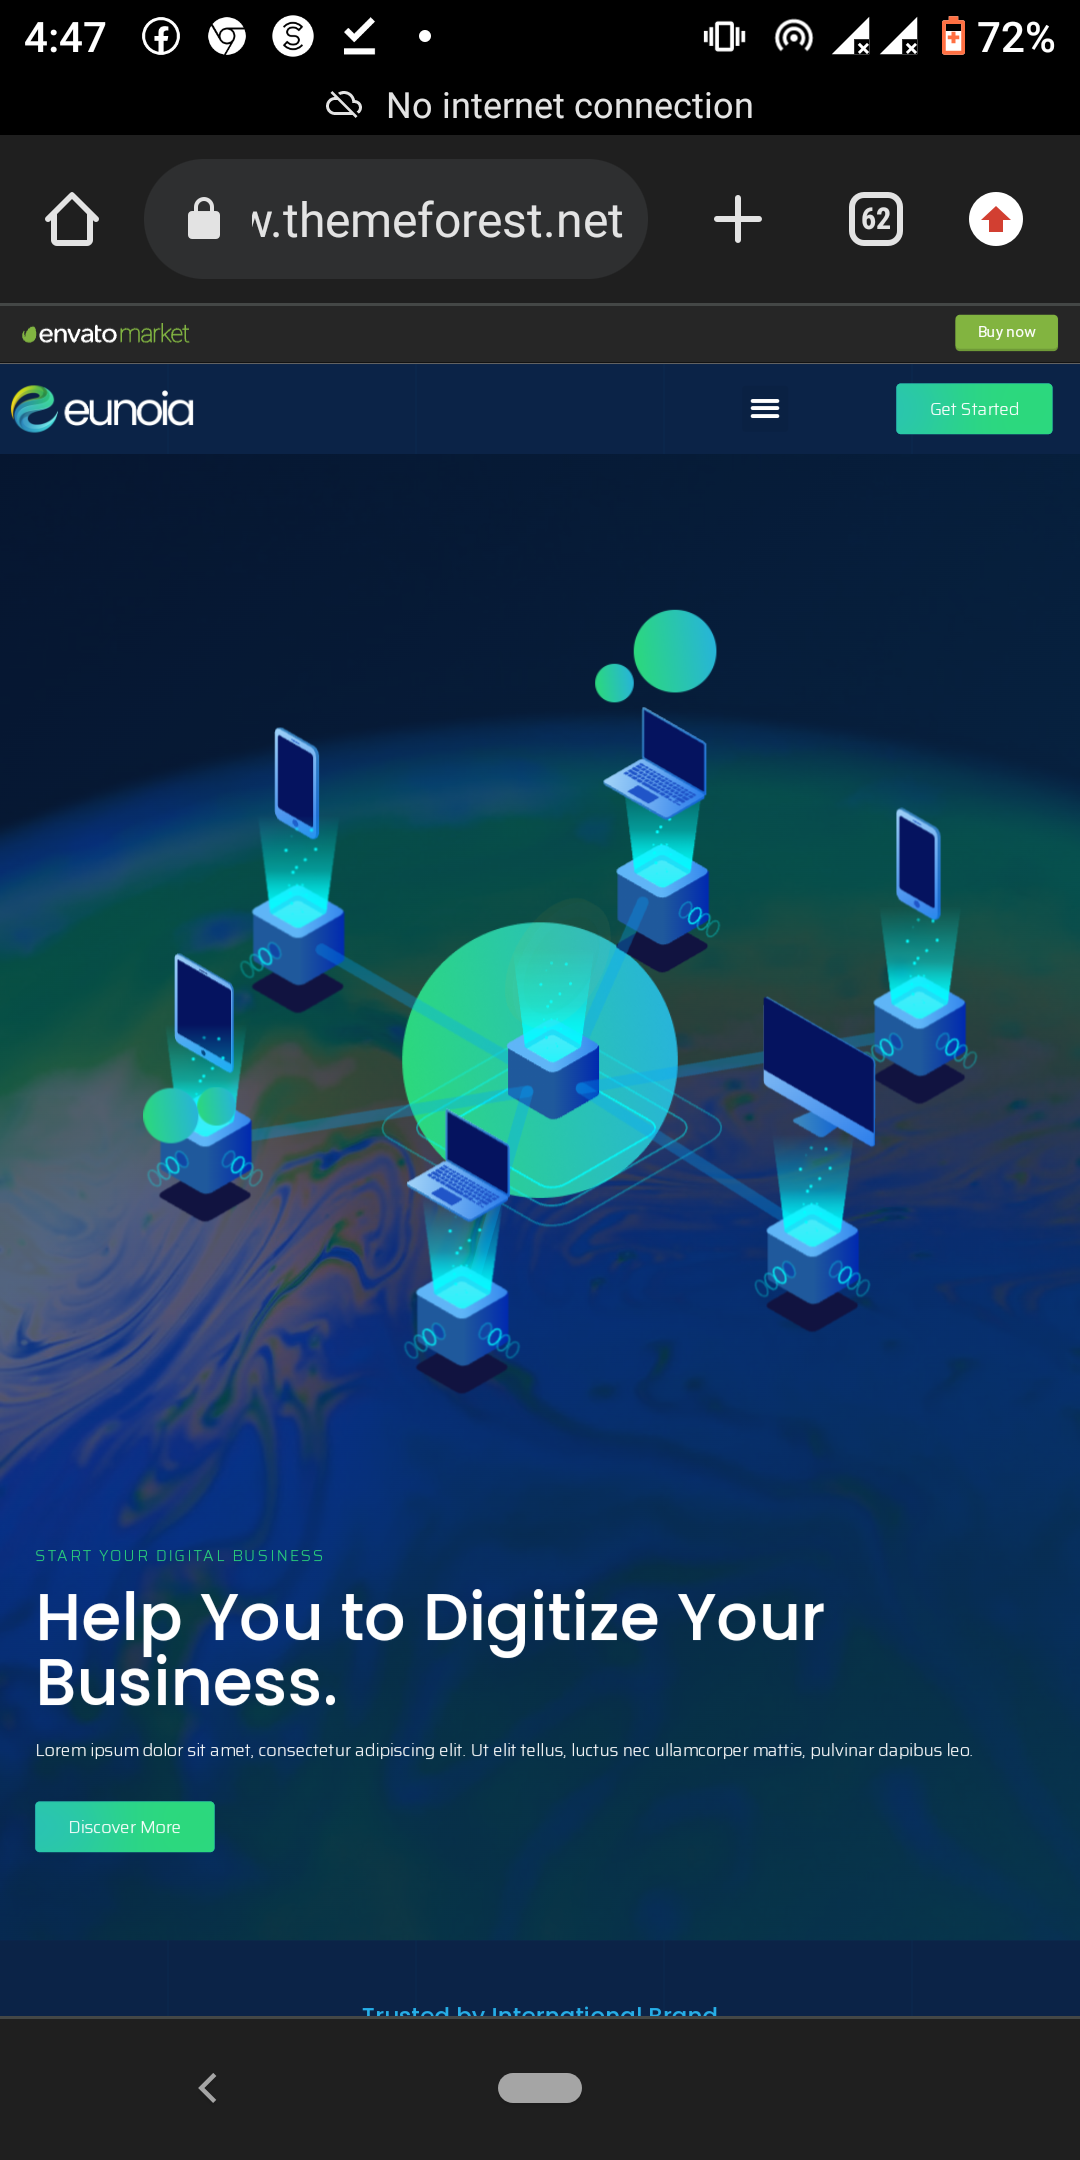 4:47
72%
No internet connection
w.themeforest.net
62
envatomarket
Buy now
eunoia
Get Started
START YOUR DIGITAL BUSINESS
Help You to Digitize Your
Business.
Lorem ipsum dolor sit amet, consectetur adipiscing elit. Ut elit tellus, luctus nec ullamcorper mattis, pulvinar dapibus leo.
Discover More
Trusted by International Brand